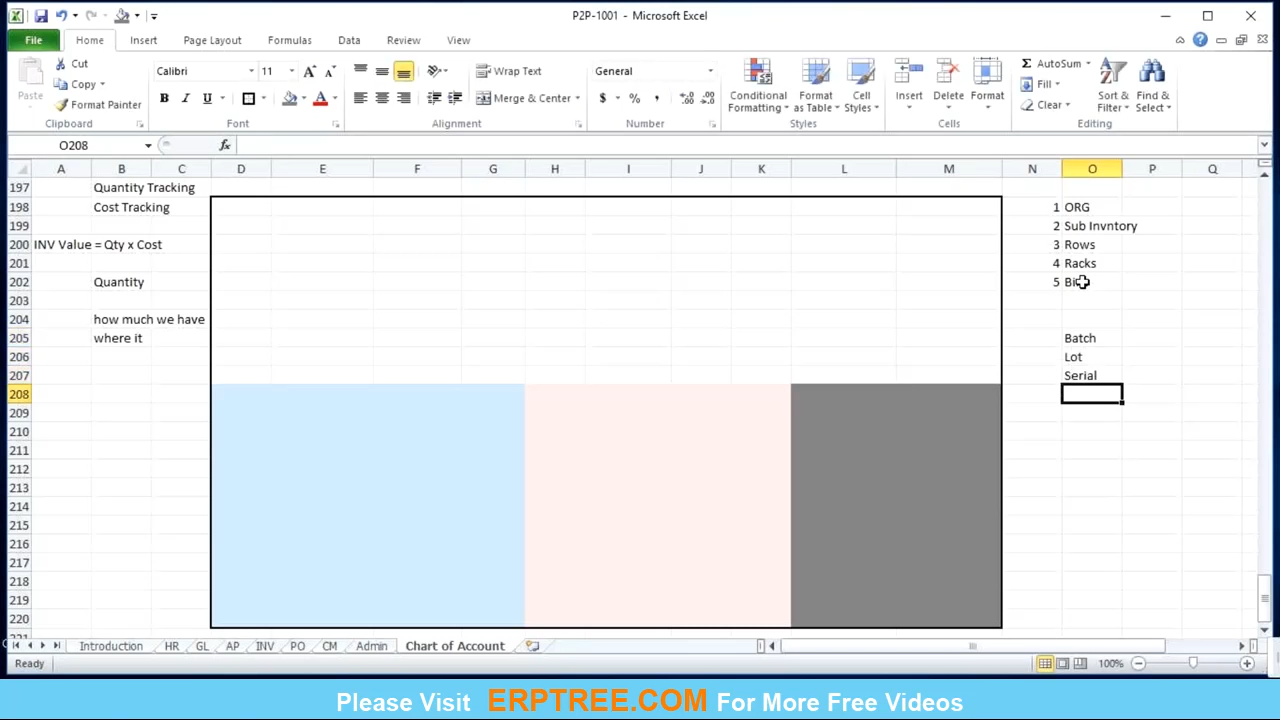 P2P-1001 - Microsoft Excel
File Home Insert Page Layout Formulas Data Review View
Paste Cut Copy Format Painter Clipboard
Calibri 11 A A B I U A Font
Wrap Text Merge & Center Alignment
General $ % , Number
Conditional Formatting Format as Table Cell Styles Styles
Insert Delete Format Cells
Σ AutoSum Fill Clear Sort & Filter Find & Select Editing
O208 fx
A B C D E F G H I J K L M N O P Q
197 Quantity Tracking
198 Cost Tracking 1 ORG
199 2 Sub Invntory
200 INV Value = Qty x Cost 3 Rows
201 4 Racks
202 Quantity 5
203
204 how much we have
205 where it Batch
206 Lot
207 Serial
208
209
210
211
212
213
214
215
216
217
218
219
220
Introduction HR GL AP INV PO CM Admin Chart of Account
Ready 100%
Please Visit ERPTREE.COM For More Free Videos